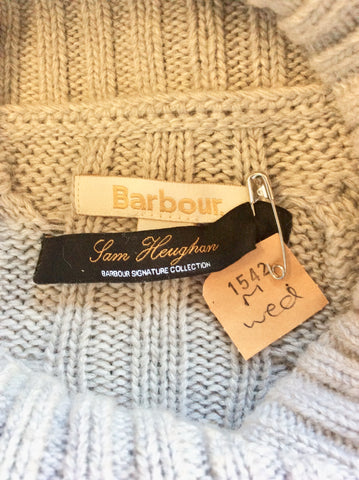 Barbour
Sam Heughan
BARBOUR SIGNATURE COLLECTION
1542
M
wed